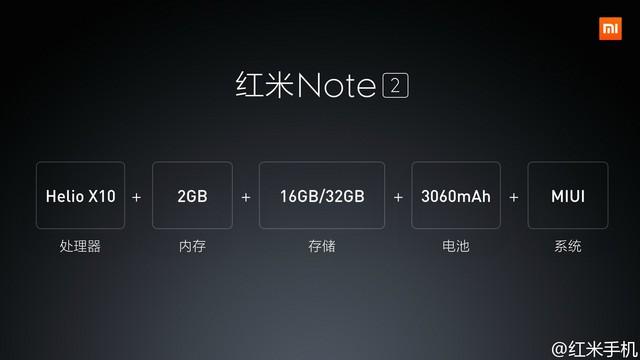 mi
红米Note 2
Helio X10 + 2GB + 16GB/32GB + 3060mAh + MIUI
处理器 内存 存储 电池 系统
@红米手机